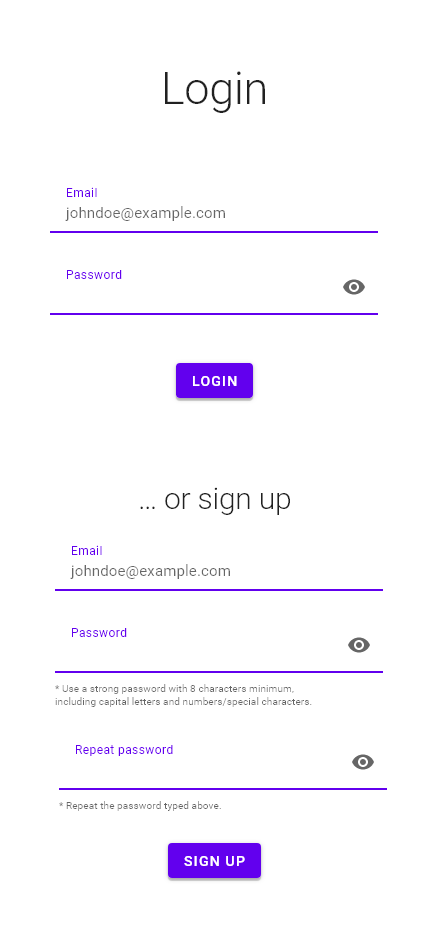 Login
Email
johndoe@example.com
Password
LOGIN
... or sign up
Email
johndoe@example.com
Password
* Use a strong password with 8 characters minimum,
including capital letters and numbers/special characters.
Repeat password
* Repeat the password typed above.
SIGN UP